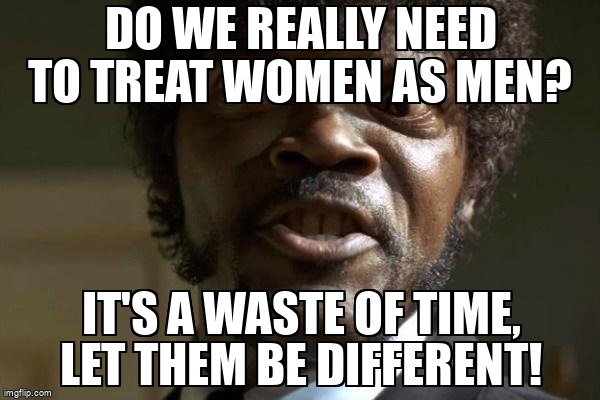 DO WE REALLY NEED
TO TREAT WOMEN AS MEN?
IT'S A WASTE OF TIME,
LET THEM BE DIFFERENT!
imgflip.com